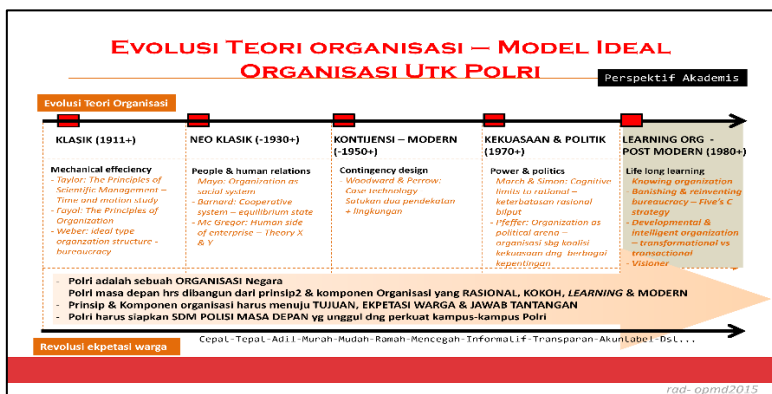 EVOLUSI TEORI ORGANISASI – MODEL IDEAL
ORGANISASI UTK POLRI
Perspektif Akademis
Evolusi Teori Organisasi
KLASIK (1911+)
Mechanical effeciency
- Taylor: The Principles of
Scientific Management –
Time and motion study
- Fayol: The Principles of
Organization
- Weber: ideal type
organzation structure -
bureaucracy
NEO KLASIK (-1930+)
People & human relations
- Mayo: Organization as
social system
- Barnard: Cooperative
system – equilibrium state
- Mc Gregor: Human side
of enterprise – Theory X
& Y
KONTIJENSI – MODERN
(-1950+)
Contingency design
- Woodward & Perrow:
Case technology
Satukan dua pendekatan
+ lingkungan
KEKUASAAN & POLITIK
(1970+)
Power & politics
- March & Simon: Cognitive
limits to rational –
keterbatasan rasional
bilput
- Pfeffer: Organization as
political arena –
organisasi sbg koalisi
kekuasaan dng berbagai
kepentingan
LEARNING ORG -
POST MODERN (1980+)
Life long learning
- Knowing organization
- Banishing & reinventing
bureaucracy – Five's C
strategy
- Developmental &
intelligent organization –
transformational vs
transactional
- Visioner
- Polri adalah sebuah ORGANISASI Negara
- Polri masa depan hrs dibangun dari prinsip2 & komponen Organisasi yang RASIONAL, KOKOH, LEARNING & MODERN
- Prinsip & Komponen organisasi harus menuju TUJUAN, EKPETASI WARGA & JAWAB TANTANGAN
- Polri harus siapkan SDM POLISI MASA DEPAN yg unggul dng perkuat kampus-kampus Polri
Revolusi ekpetasi warga
Cepat-Tepat-Adil-Murah-Mudah-Ramah-Mencegah-Informatif-Transparan-Akuntabel-Dst...
rad- opmd2015